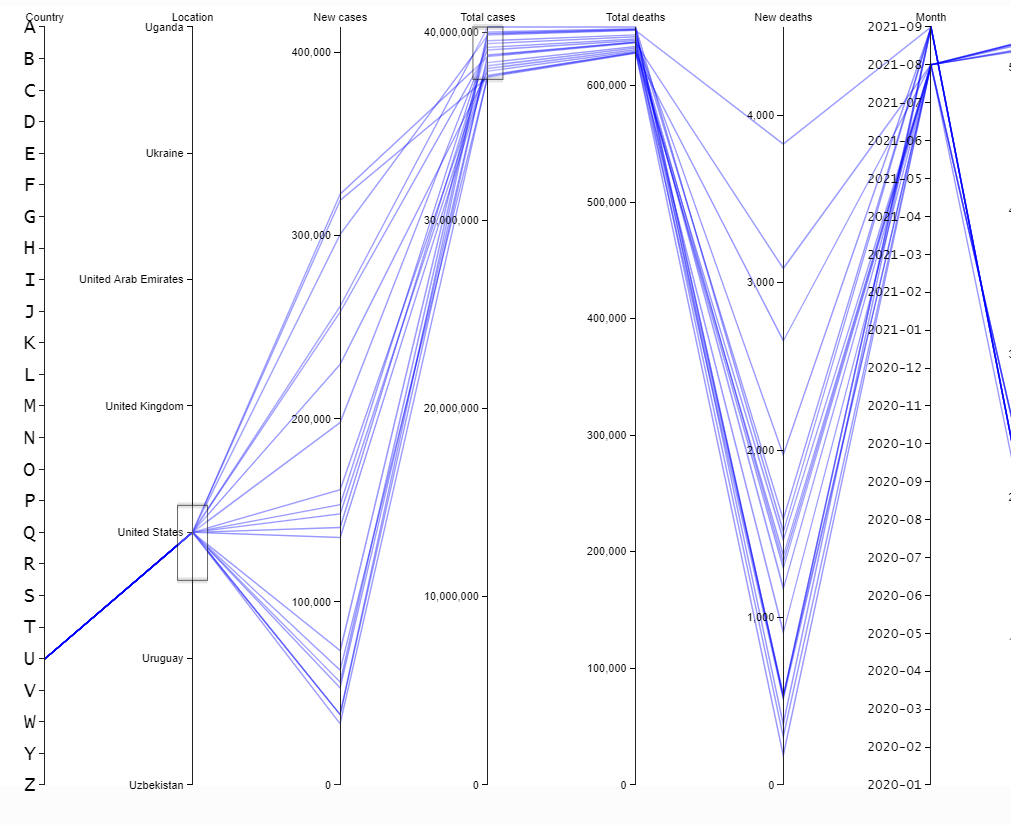 Country
Location
New cases
Total cases
Total deaths
New deaths
Month
A
B
C
D
E
F
G
H
I
J
K
L
M
N
O
P
Q
R
S
T
U
V
W
Y
Z
Uganda
Ukraine
United Arab Emirates
United Kingdom
United States
Uruguay
Uzbekistan
400,000
300,000
200,000
100,000
0
40,000,000
30,000,000
20,000,000
10,000,000
0
600,000
500,000
400,000
300,000
200,000
100,000
0
4,000
3,000
2,000
1,000
0
2021-09
2021-08
2021-07
2021-06
2021-05
2021-04
2021-03
2021-02
2021-01
2020-12
2020-11
2020-10
2020-09
2020-08
2020-07
2020-06
2020-05
2020-04
2020-03
2020-02
2020-01